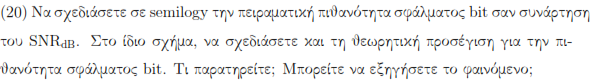 (20) Να σχεδιάσετε σε semilogy την πειραματική πιθανότητα σφάλματος bit σαν συνάρτηση
του SNR_dB. Στο ίδιο σχήμα, να σχεδιάσετε και τη θεωρητική προσέγιση για την πι-
θανότητα σφάλματος bit. Τι παρατηρείτε; Μπορείτε να εξηγήσετε το φαινόμενο;